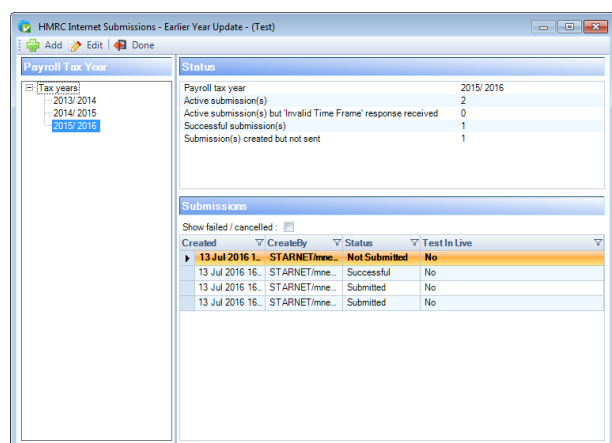 HMRC Internet Submissions - Earlier Year Update - (Test)
Add Edit Done
Payroll Tax Year
Tax years
2013/ 2014
2014/ 2015
2015/ 2016
Status
Payroll tax year 2015/ 2016
Active submission(s) 2
Active submission(s) but 'Invalid Time Frame' response received 0
Successful submission(s) 1
Submission(s) created but not sent 1
Submissions
Show failed / cancelled :
Created CreateBy Status Test In Live
13 Jul 2016 1... STARNET/mne... Not Submitted No
13 Jul 2016 16... STARNET/mne... Successful No
13 Jul 2016 16... STARNET/mne... Submitted No
13 Jul 2016 16... STARNET/mne... Submitted No